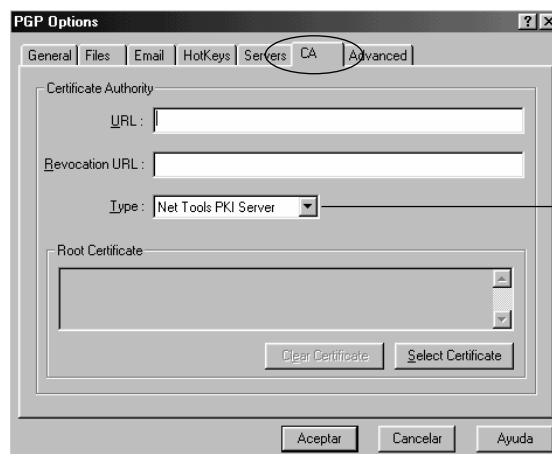 PGP Options
General Files Email HotKeys Servers CA Advanced
Certificate Authority
URL :
Revocation URL :
Type : Net Tools PKI Server
Root Certificate
Clear Certificate Select Certificate
Aceptar Cancelar Ayuda